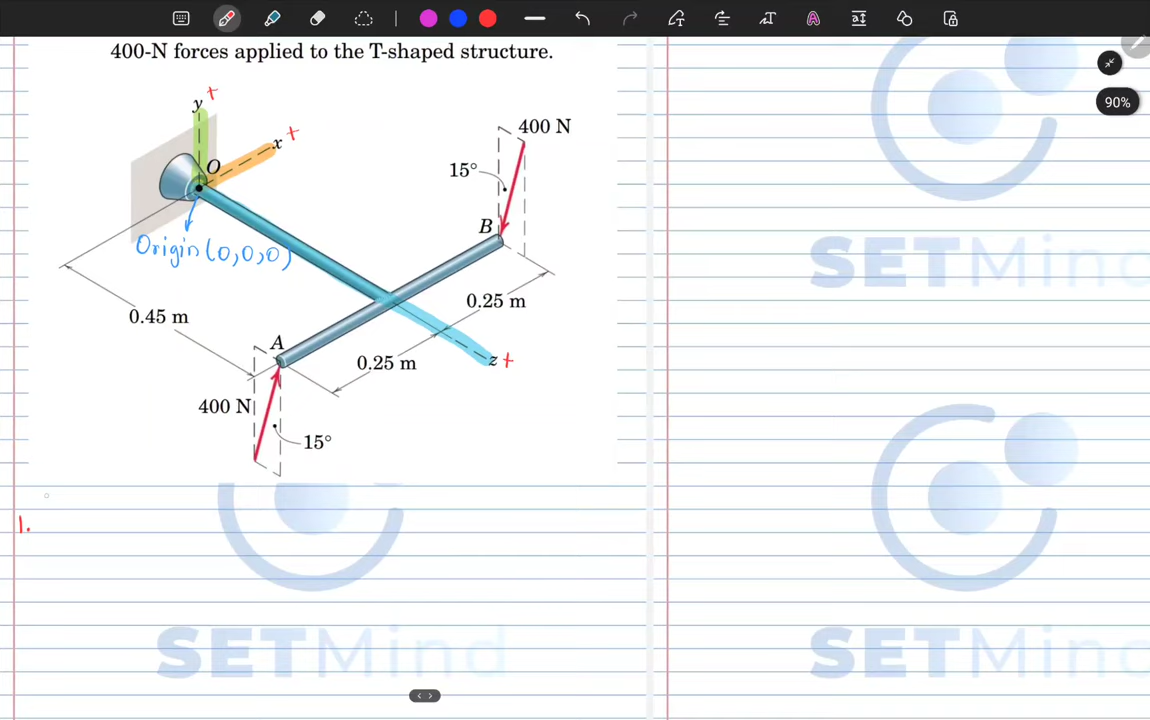 90%
400-N forces applied to the T-shaped structure.
y +
x +
O
400 N
15°
B
Origin (0,0,0)
0.45 m
0.25 m
A
0.25 m
z +
400 N
15°
1.
SETMind
SETMind
SETMind